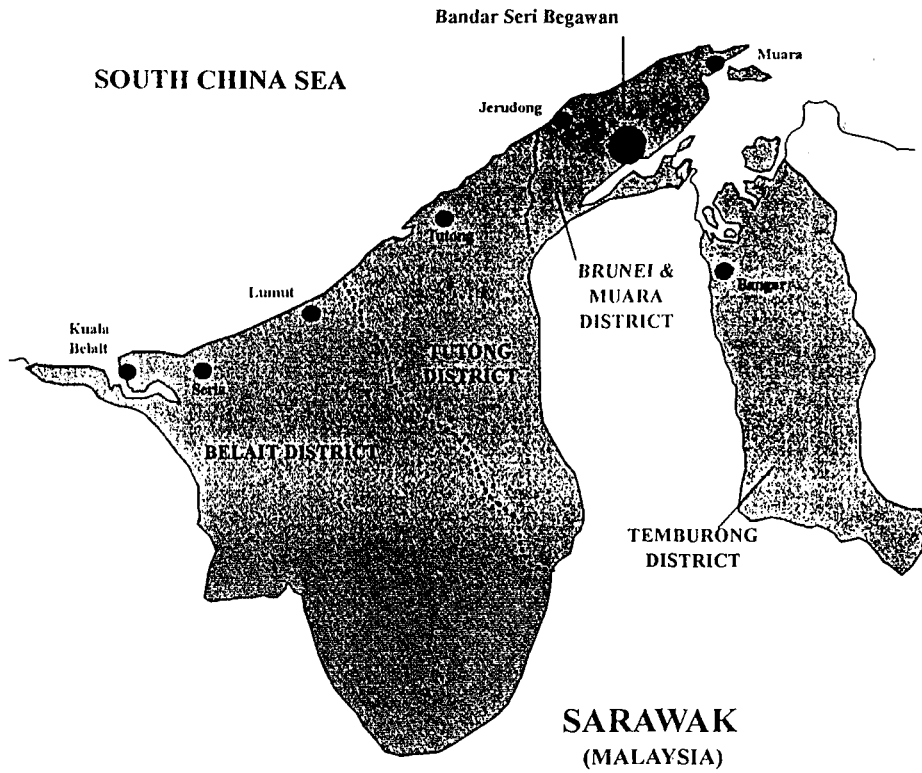 Bandar Seri Begawan
SOUTH CHINA SEA
Muara
Jerudong
Tutong
BRUNEI &
MUARA
DISTRICT
Bangar
Lumut
Kuala
Belait
Seria
TUTONG
DISTRICT
BELAIT DISTRICT
TEMBURONG
DISTRICT
SARAWAK
(MALAYSIA)